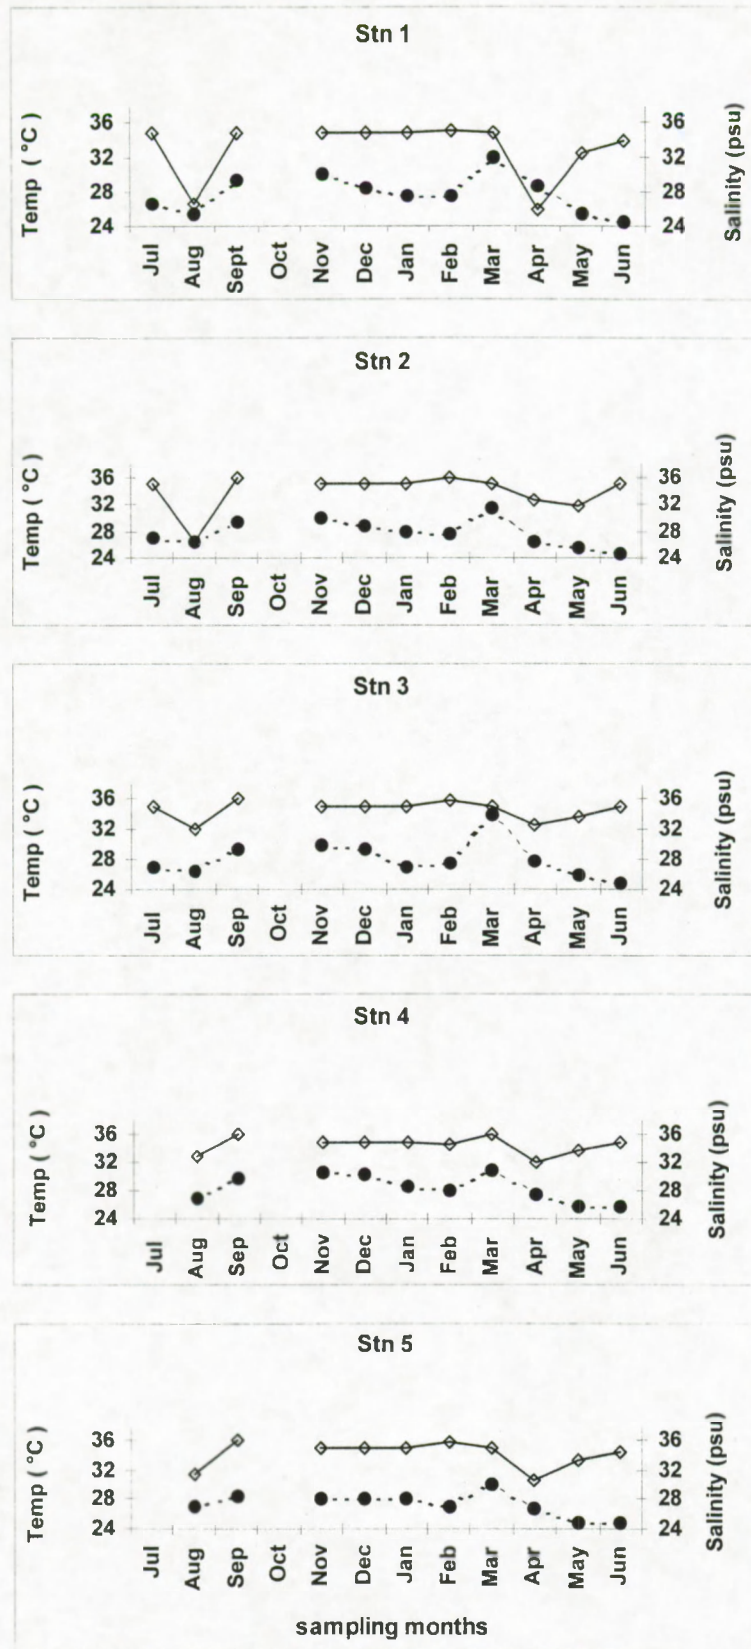 Stn 1
Temp ( °C )
Salinity (psu)
36 36
32 32
28 28
24 24
Jul Aug Sept Oct Nov Dec Jan Feb Mar Apr May Jun
Stn 2
Temp ( °C )
Salinity (psu)
36 36
32 32
28 28
24 24
Jul Aug Sep Oct Nov Dec Jan Feb Mar Apr May Jun
Stn 3
Temp ( °C )
Salinity (psu)
36 36
32 32
28 28
24 24
Jul Aug Sep Oct Nov Dec Jan Feb Mar Apr May Jun
Stn 4
Temp ( °C )
Salinity (psu)
36 36
32 32
28 28
24 24
Jul Aug Sep Oct Nov Dec Jan Feb Mar Apr May Jun
Stn 5
Temp ( °C )
Salinity (psu)
36 36
32 32
28 28
24 24
Jul Aug Sep Oct Nov Dec Jan Feb Mar Apr May Jun
sampling months